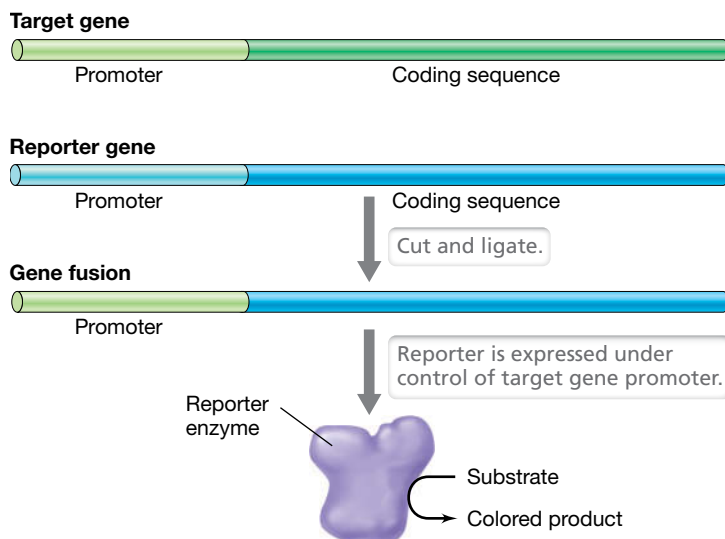 Target gene
Promoter
Coding sequence
Reporter gene
Promoter
Coding sequence
Cut and ligate.
Gene fusion
Promoter
Reporter is expressed under
control of target gene promoter.
Reporter
enzyme
Substrate
Colored product